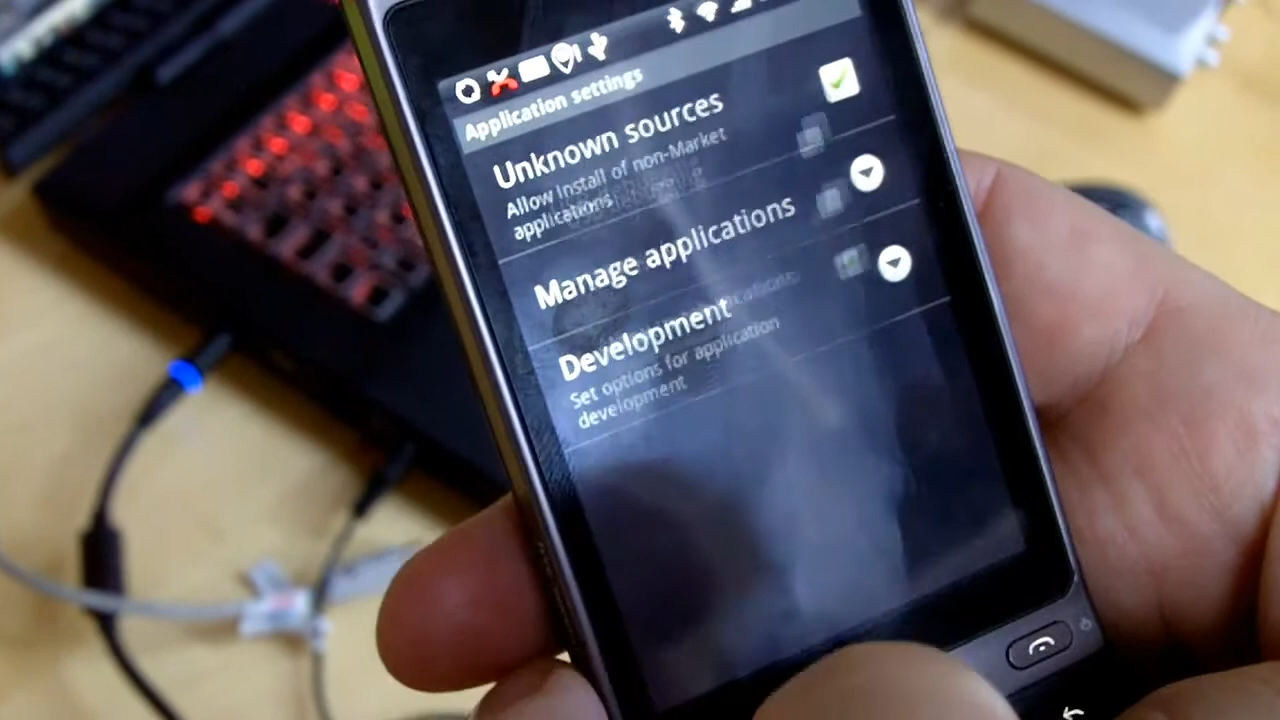 Application settings
Unknown sources
Allow install of non-Market
applications
Manage applications
Development
Set options for application
development